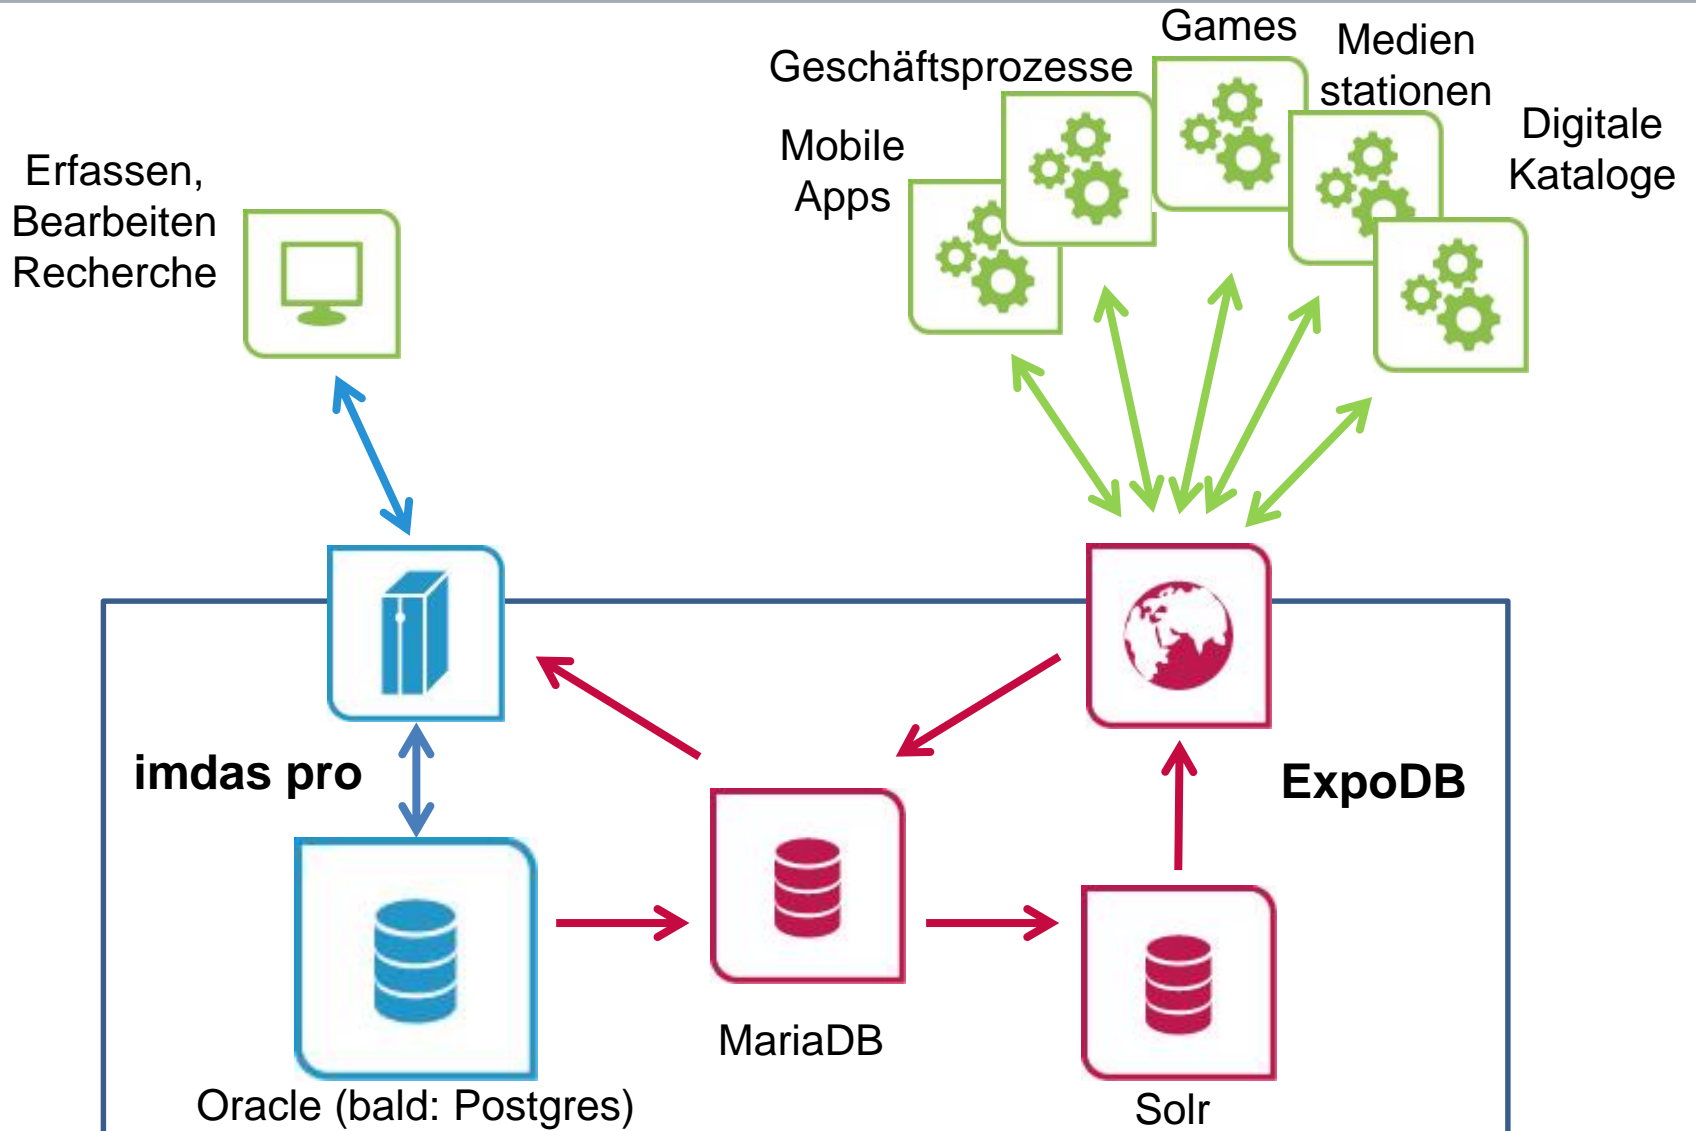 Games
Medien
stationen
Geschäftsprozesse
Digitale
Kataloge
Mobile
Apps
Erfassen,
Bearbeiten
Recherche
imdas pro
ExpoDB
MariaDB
Oracle (bald: Postgres)
Solr